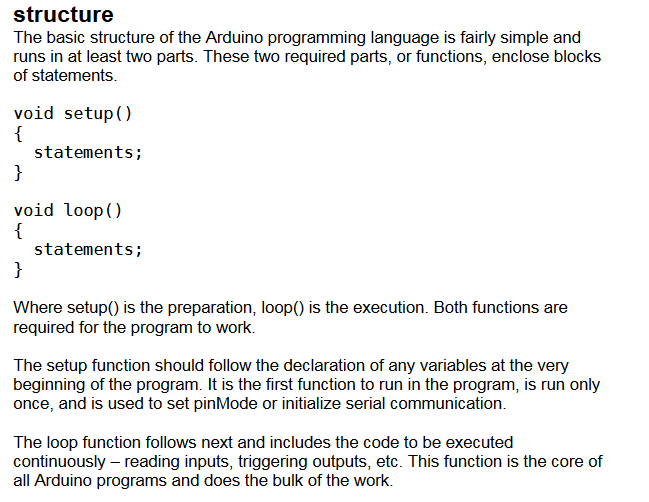 structure
The basic structure of the Arduino programming language is fairly simple and
runs in at least two parts. These two required parts, or functions, enclose blocks
of statements.
void setup()
{
  statements;
}
void loop()
{
  statements;
}
Where setup() is the preparation, loop() is the execution. Both functions are
required for the program to work.
The setup function should follow the declaration of any variables at the very
beginning of the program. It is the first function to run in the program, is run only
once, and is used to set pinMode or initialize serial communication.
The loop function follows next and includes the code to be executed
continuously – reading inputs, triggering outputs, etc. This function is the core of
all Arduino programs and does the bulk of the work.